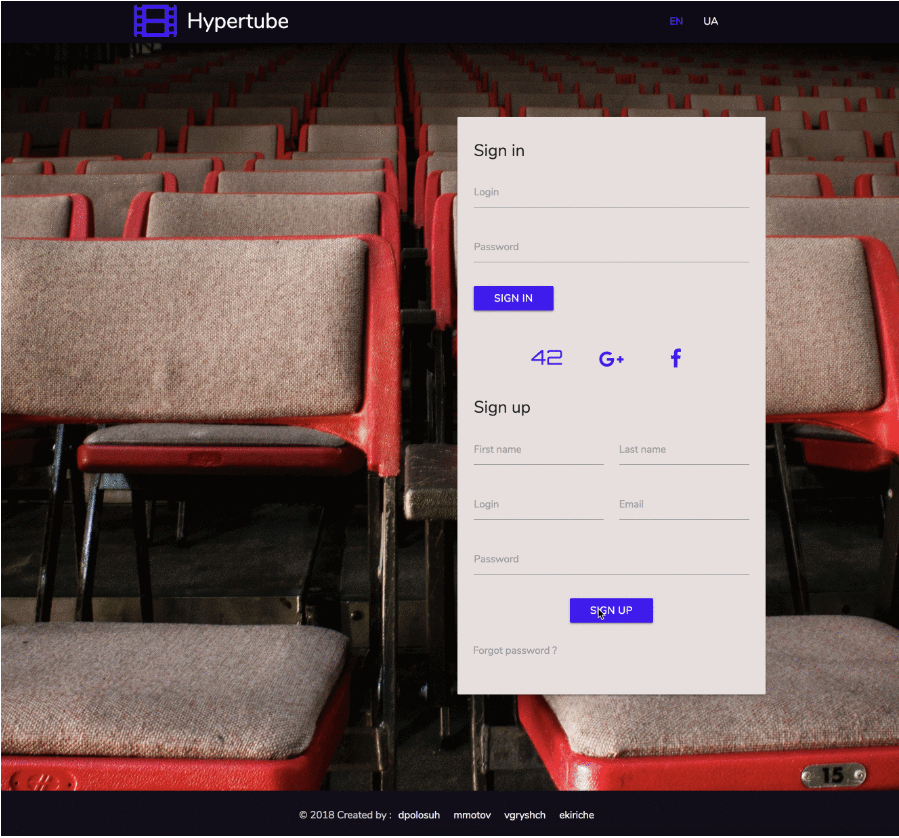 Hypertube
EN UA
Sign in
Login
Password
SIGN IN
42 G+ f
Sign up
First name Last name
Login Email
Password
SIGN UP
Forgot password ?
15
© 2018 Created by : dpolosuh mmotov vgryshch ekiriche